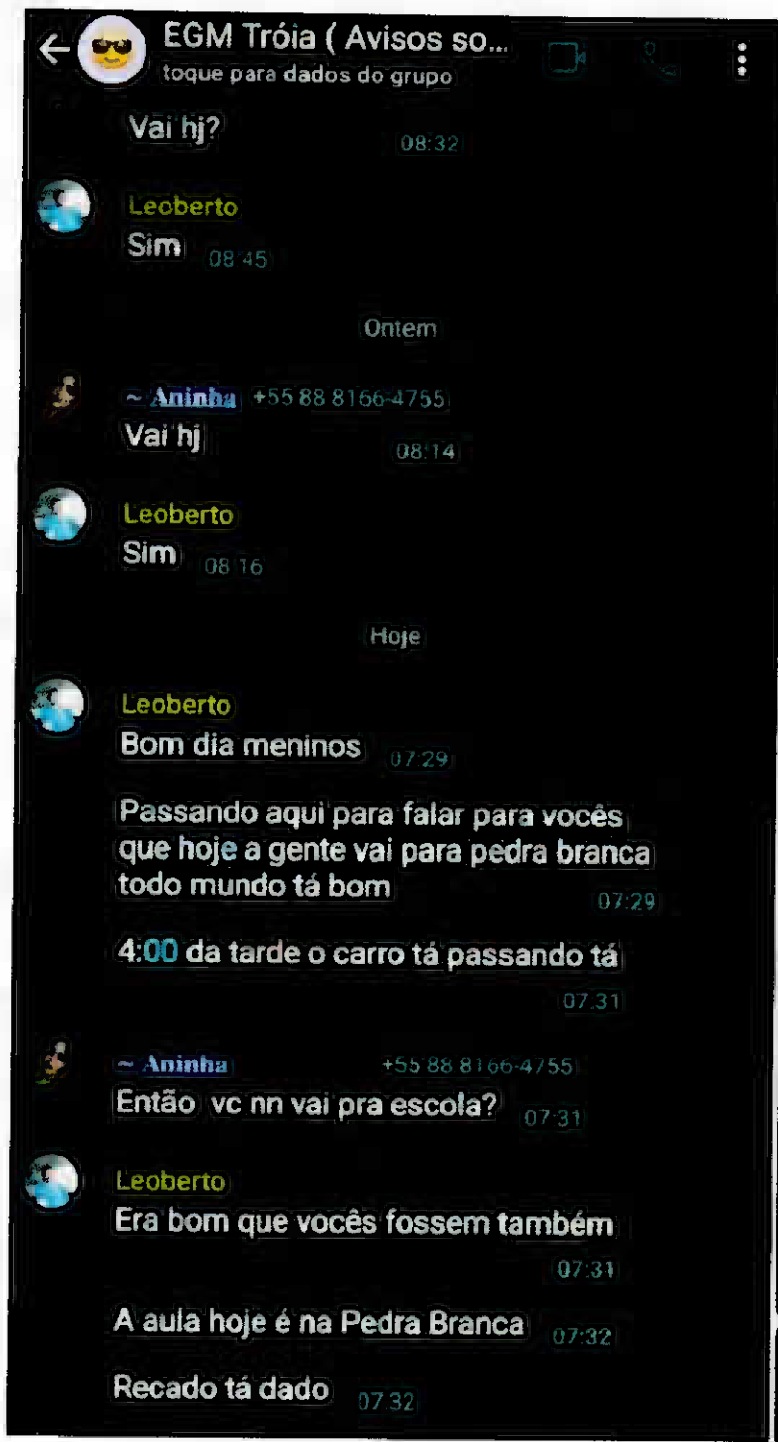 EGM Tróia ( Avisos so...
toque para dados do grupo
Vai hj?
08:32
Leoberto
Sim 08:45
Ontem
~ Aninha +55 88 8166-4755
Vai hj
08:14
Leoberto
Sim 08:16
Hoje
Leoberto
Bom dia meninos 07:29
Passando aqui para falar para vocês
que hoje a gente vai para pedra branca
todo mundo tá bom 07:29
4:00 da tarde o carro tá passando tá
07:31
~ Aninha +55 88 8166-4755
Então vc nn vai pra escola? 07:31
Leoberto
Era bom que vocês fossem também
07:31
A aula hoje é na Pedra Branca 07:32
Recado tá dado 07:32